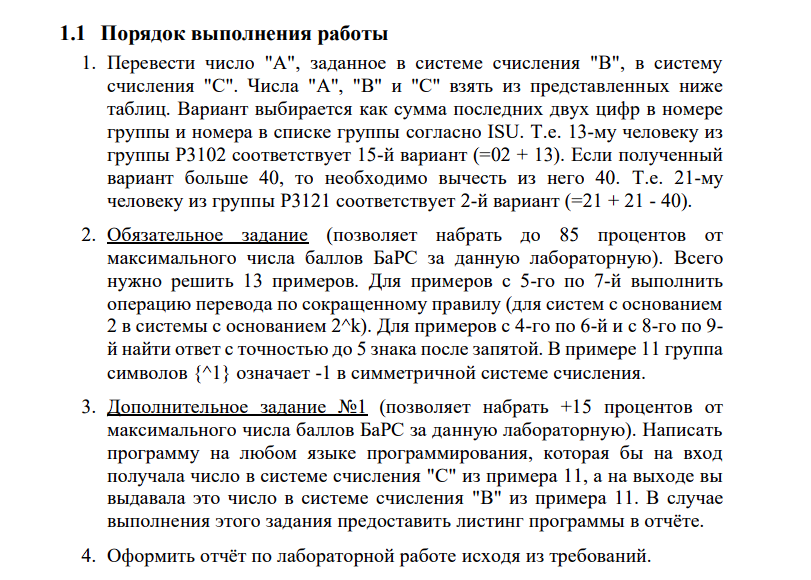 1.1 Порядок выполнения работы
1. Перевести число "А", заданное в системе счисления "В", в систему
счисления "С". Числа "А", "В" и "С" взять из представленных ниже
таблиц. Вариант выбирается как сумма последних двух цифр в номере
группы и номера в списке группы согласно ISU. Т.е. 13-му человеку из
группы P3102 соответствует 15-й вариант (=02 + 13). Если полученный
вариант больше 40, то необходимо вычесть из него 40. Т.е. 21-му
человеку из группы P3121 соответствует 2-й вариант (=21 + 21 - 40).
2. Обязательное задание (позволяет набрать до 85 процентов от
максимального числа баллов БаРС за данную лабораторную). Всего
нужно решить 13 примеров. Для примеров с 5-го по 7-й выполнить
операцию перевода по сокращенному правилу (для систем с основанием
2 в системы с основанием 2^k). Для примеров с 4-го по 6-й и с 8-го по 9-
й найти ответ с точностью до 5 знака после запятой. В примере 11 группа
символов {^1} означает -1 в симметричной системе счисления.
3. Дополнительное задание №1 (позволяет набрать +15 процентов от
максимального числа баллов БаРС за данную лабораторную). Написать
программу на любом языке программирования, которая бы на вход
получала число в системе счисления "С" из примера 11, а на выходе вы
выдавала это число в системе счисления "В" из примера 11. В случае
выполнения этого задания предоставить листинг программы в отчёте.
4. Оформить отчёт по лабораторной работе исходя из требований.